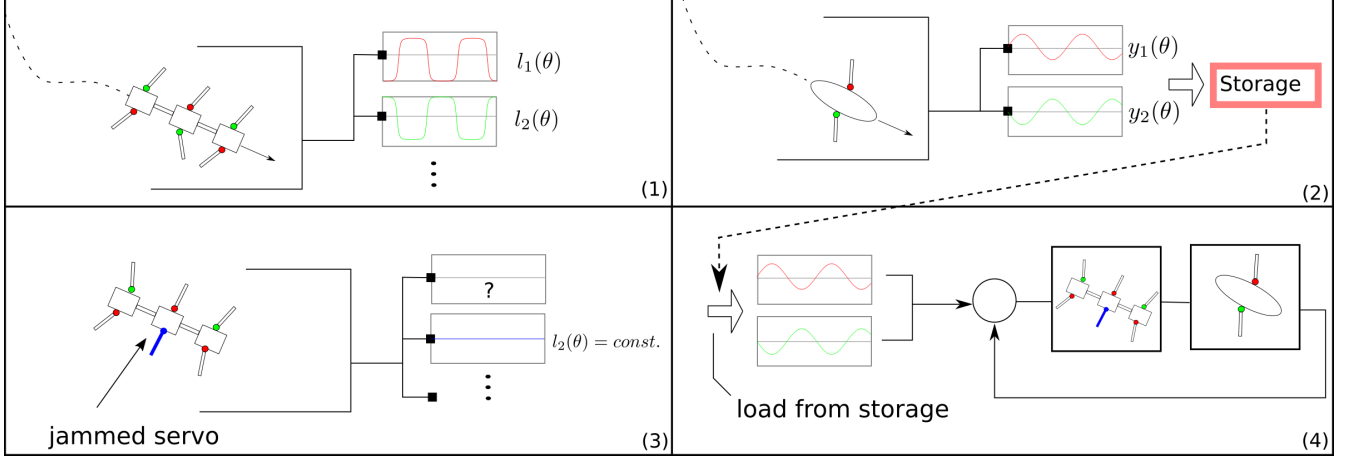 l₁(θ)
l₂(θ)
(1)
y₁(θ)
y₂(θ)
Storage
(2)
?
l₂(θ) = const.
jammed servo
(3)
load from storage
(4)